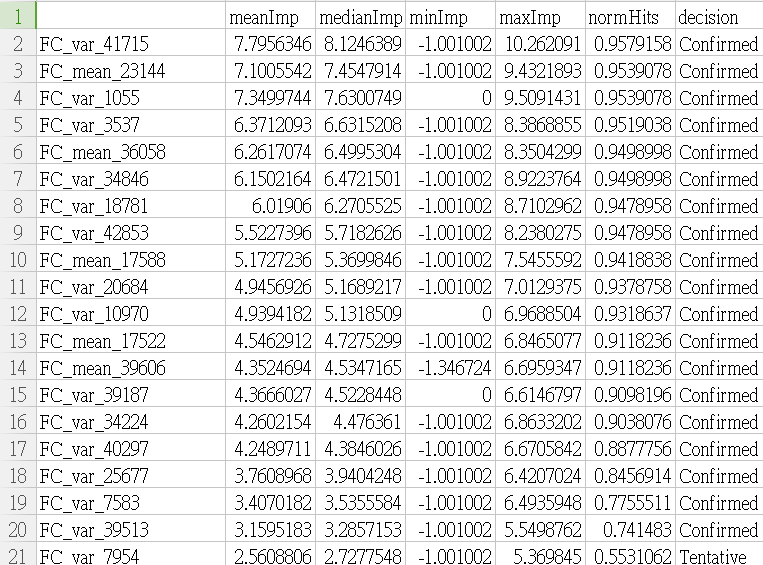 1 meanImp medianImp minImp maxImp normHits decision
2 FC_var_41715 7.7956346 8.1246389 -1.001002 10.262091 0.9579158 Confirmed
3 FC_mean_23144 7.1005542 7.4547914 -1.001002 9.4321893 0.9539078 Confirmed
4 FC_var_1055 7.3499744 7.6300749 0 9.5091431 0.9539078 Confirmed
5 FC_var_3537 6.3712093 6.6315208 -1.001002 8.3868855 0.9519038 Confirmed
6 FC_mean_36058 6.2617074 6.4995304 -1.001002 8.3504299 0.9498998 Confirmed
7 FC_var_34846 6.1502164 6.4721501 -1.001002 8.9223764 0.9498998 Confirmed
8 FC_var_18781 6.01906 6.2705525 -1.001002 8.7102962 0.9478958 Confirmed
9 FC_var_42853 5.5227396 5.7182626 -1.001002 8.2380275 0.9478958 Confirmed
10 FC_mean_17588 5.1727236 5.3699846 -1.001002 7.5455592 0.9418838 Confirmed
11 FC_var_20684 4.9456926 5.1689217 -1.001002 7.0129375 0.9378758 Confirmed
12 FC_var_10970 4.9394182 5.1318509 0 6.9688504 0.9318637 Confirmed
13 FC_mean_17522 4.5462912 4.7275299 -1.001002 6.8465077 0.9118236 Confirmed
14 FC_mean_39606 4.3524694 4.5347165 -1.346724 6.6959347 0.9118236 Confirmed
15 FC_var_39187 4.3666027 4.5228448 0 6.6146797 0.9098196 Confirmed
16 FC_var_34224 4.2602154 4.476361 -1.001002 6.8633202 0.9038076 Confirmed
17 FC_var_40297 4.2489711 4.3846026 -1.001002 6.6705842 0.8877756 Confirmed
18 FC_var_25677 3.7608968 3.9404248 -1.001002 6.4207024 0.8456914 Confirmed
19 FC_var_7583 3.4070182 3.5355584 -1.001002 6.4935948 0.7755511 Confirmed
20 FC_var_39513 3.1595183 3.2857153 -1.001002 5.5498762 0.741483 Confirmed
21 FC_var_7954 2.5608806 2.7277548 -1.001002 5.369845 0.5531062 Tentative